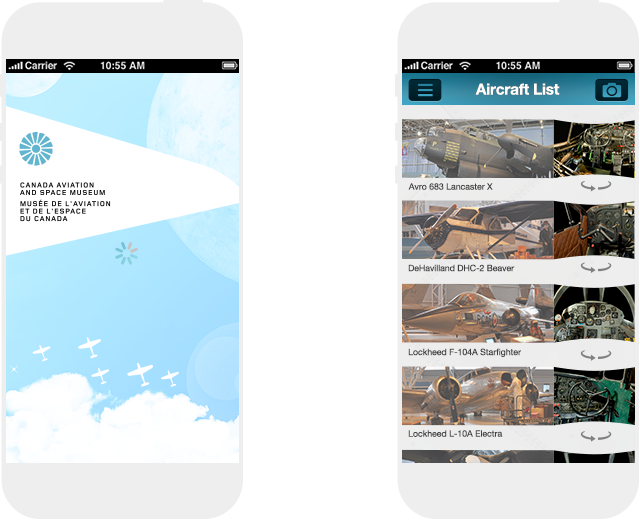 Carrier
10:55 AM
CANADA AVIATION
AND SPACE MUSEUM
MUSÉE DE L'AVIATION
ET DE L'ESPACE
DU CANADA
Carrier
10:55 AM
Aircraft List
Avro 683 Lancaster X
DeHavilland DHC-2 Beaver
Lockheed F-104A Starfighter
Lockheed L-10A Electra